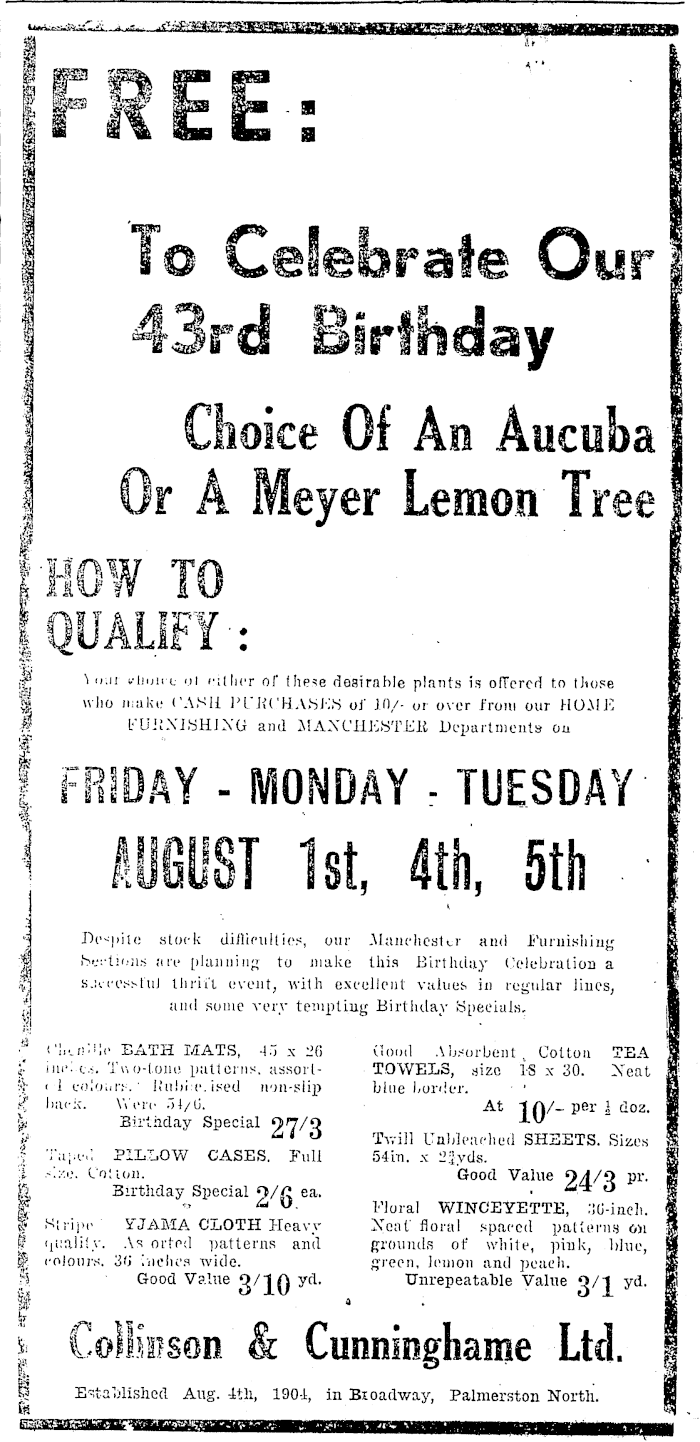 FREE:
To Celebrate Our
43rd Birthday
Choice Of An Aucuba
Or A Meyer Lemon Tree
HOW TO
QUALIFY :
Your choice of either of these desirable plants is offered to those
who make CASH PURCHASES of 10/- or over from our HOME
FURNISHING and MANCHESTER Departments on
FRIDAY - MONDAY - TUESDAY
AUGUST 1st, 4th, 5th
Despite stock difficulties, our Manchester and Furnishing
Sections are planning to make this Birthday Celebration a
successful thrift event, with excellent values in regular lines,
and some very tempting Birthday Specials.
Chenille BATH MATS, 45 x 26
inches. Two-tone patterns, assort-
ed colours. Rubberised non-slip
back. Were 54/6.
Birthday Special 27/3
Taped PILLOW CASES. Full
size. Cotton.
Birthday Special 2/6 ea.
Stripe YJAMA CLOTH Heavy
quality. As orted patterns and
colours. 36 inches wide.
Good Value 3/10 yd.
Good Absorbent Cotton TEA
TOWELS, size 18 x 30. Neat
blue border.
At 10/- per ½ doz.
Twill Unbleached SHEETS. Sizes
54in. x 2¾yds.
Good Value 24/3 pr.
Floral WINCEYETTE, 36-inch.
Neat floral spaced patterns on
grounds of white, pink, blue,
green, lemon and peach.
Unrepeatable Value 3/1 yd.
Collinson & Cunninghame Ltd.
Established Aug. 4th, 1904, in Broadway, Palmerston North.